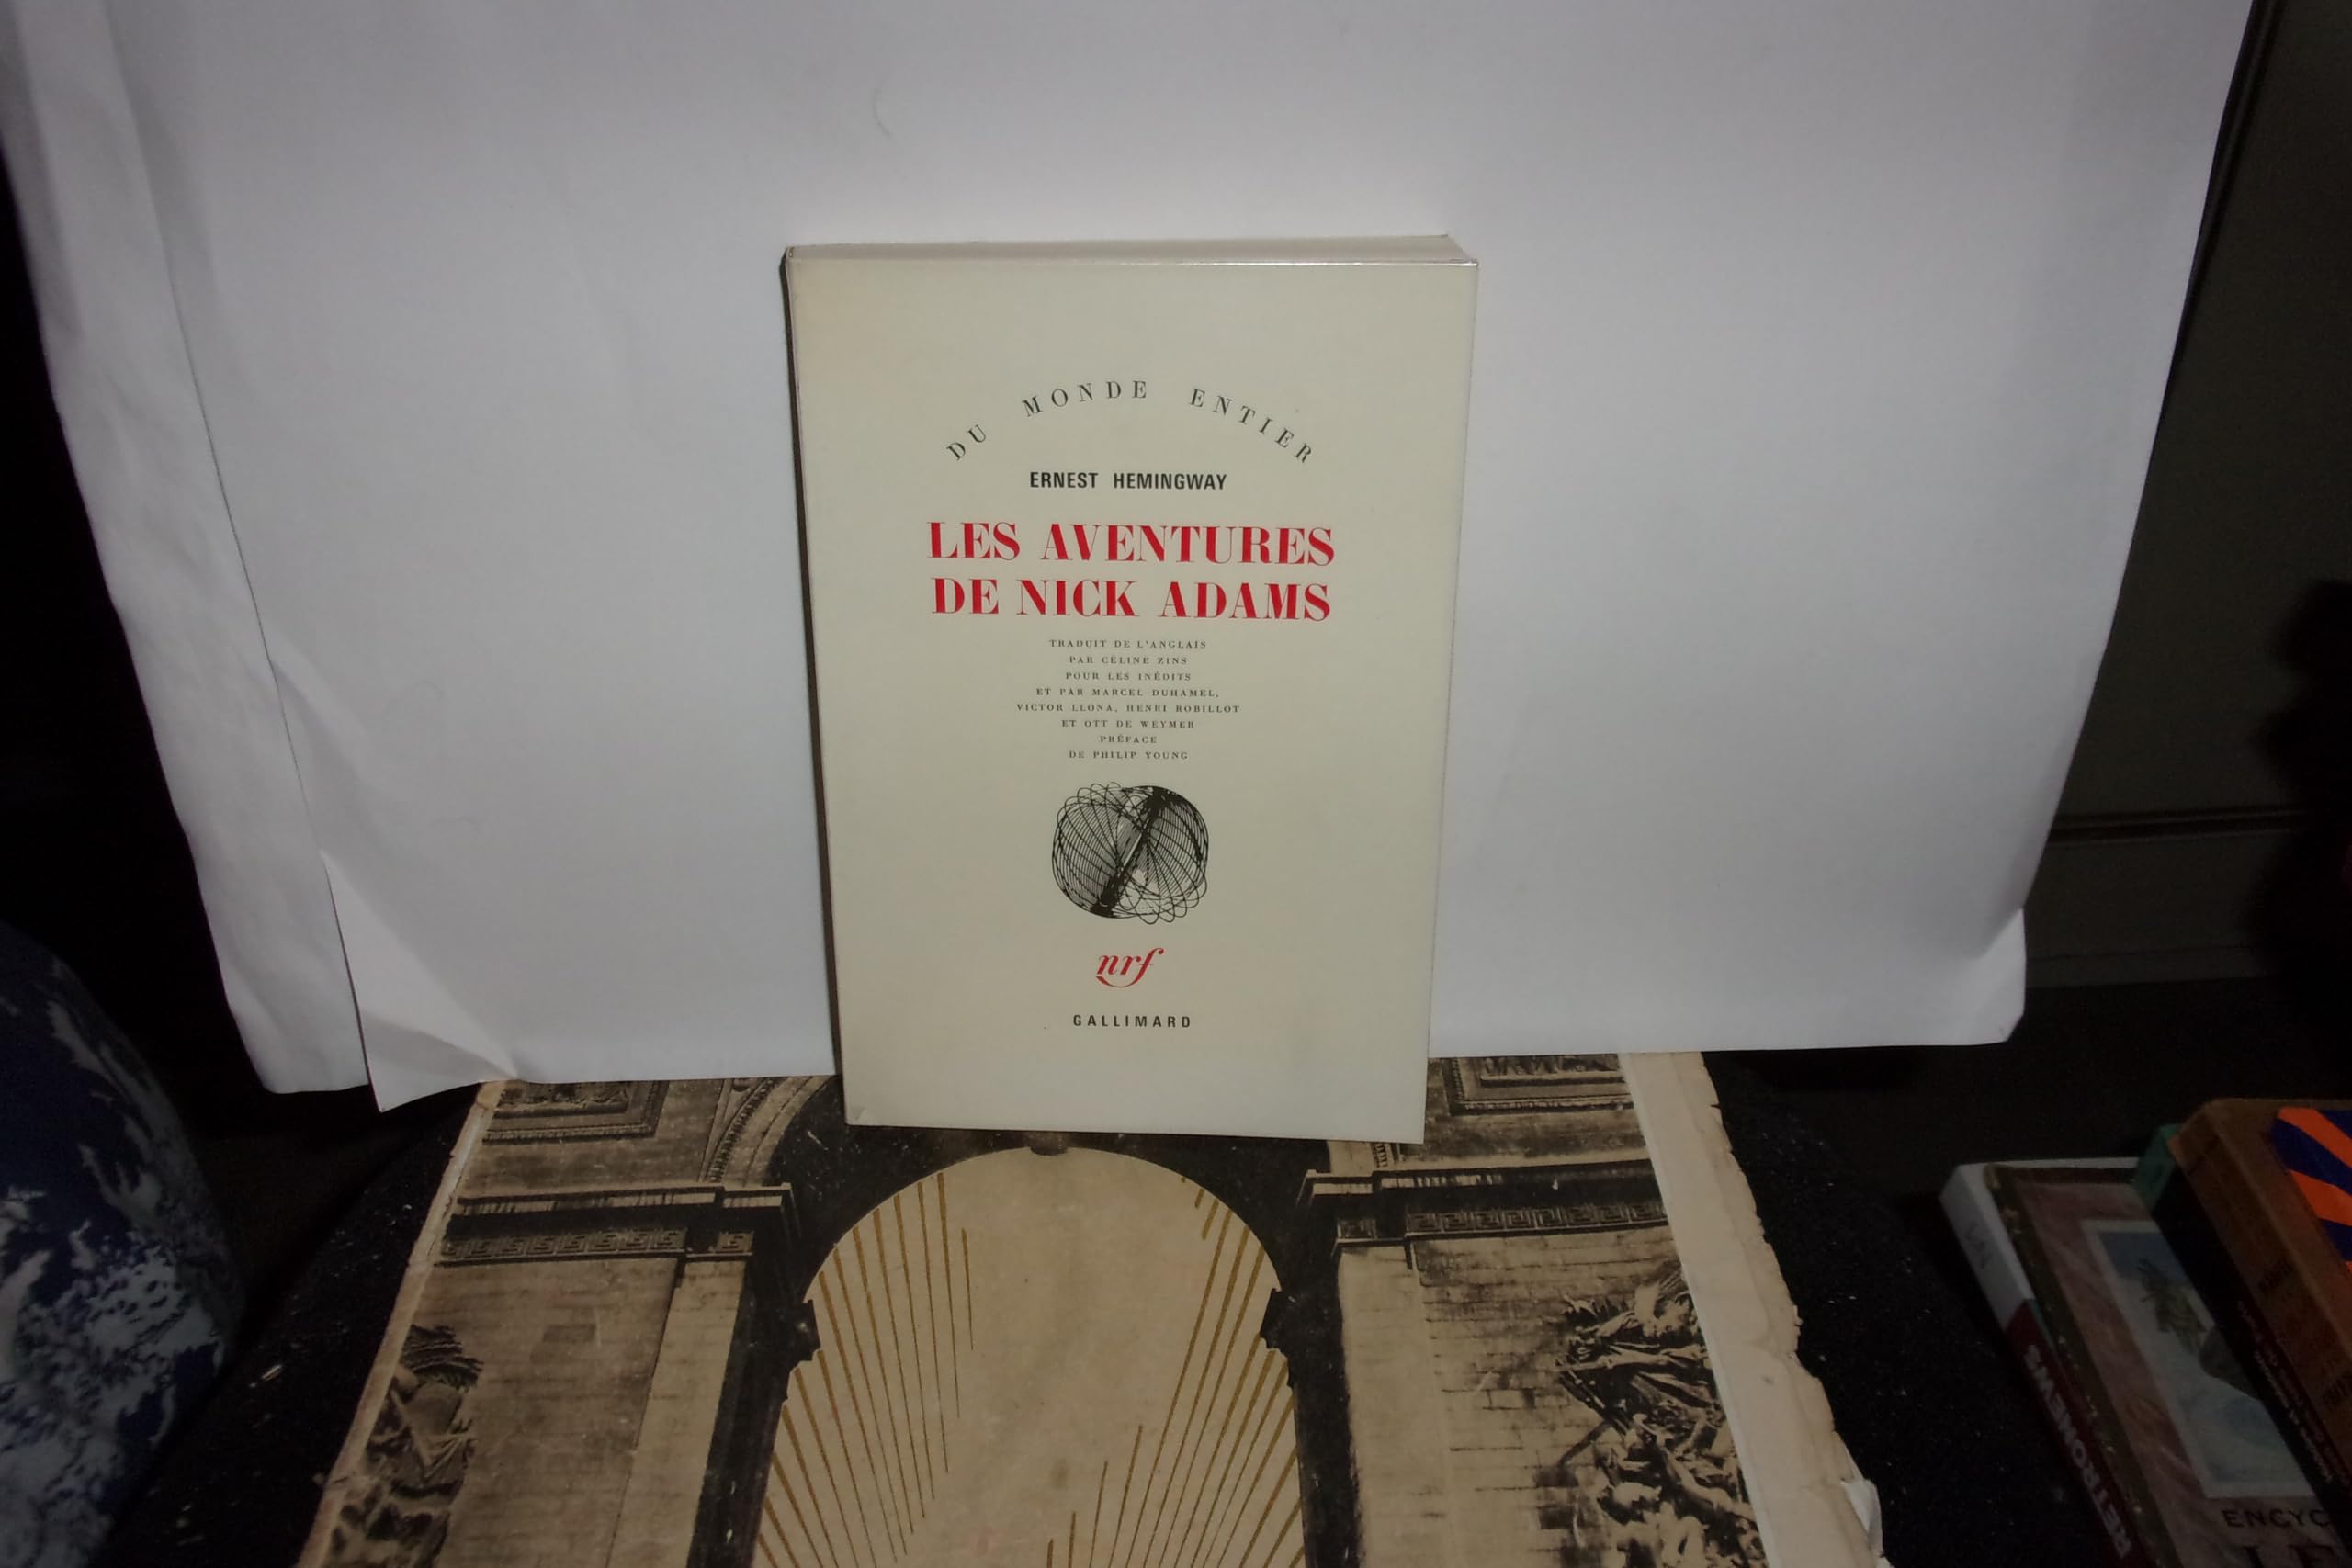 DU MONDE ENTIER
ERNEST HEMINGWAY
LES AVENTURES
DE NICK ADAMS
TRADUIT DE L'ANGLAIS
PAR CÉLINE ZINS
POUR LES INÉDITS
ET PAR MARCEL DUHAMEL,
VICTOR LLONA, HENRI ROBILLOT
ET OTT DE WEYMER
PRÉFACE
DE PHILIP YOUNG
nrf
GALLIMARD
ENCYC